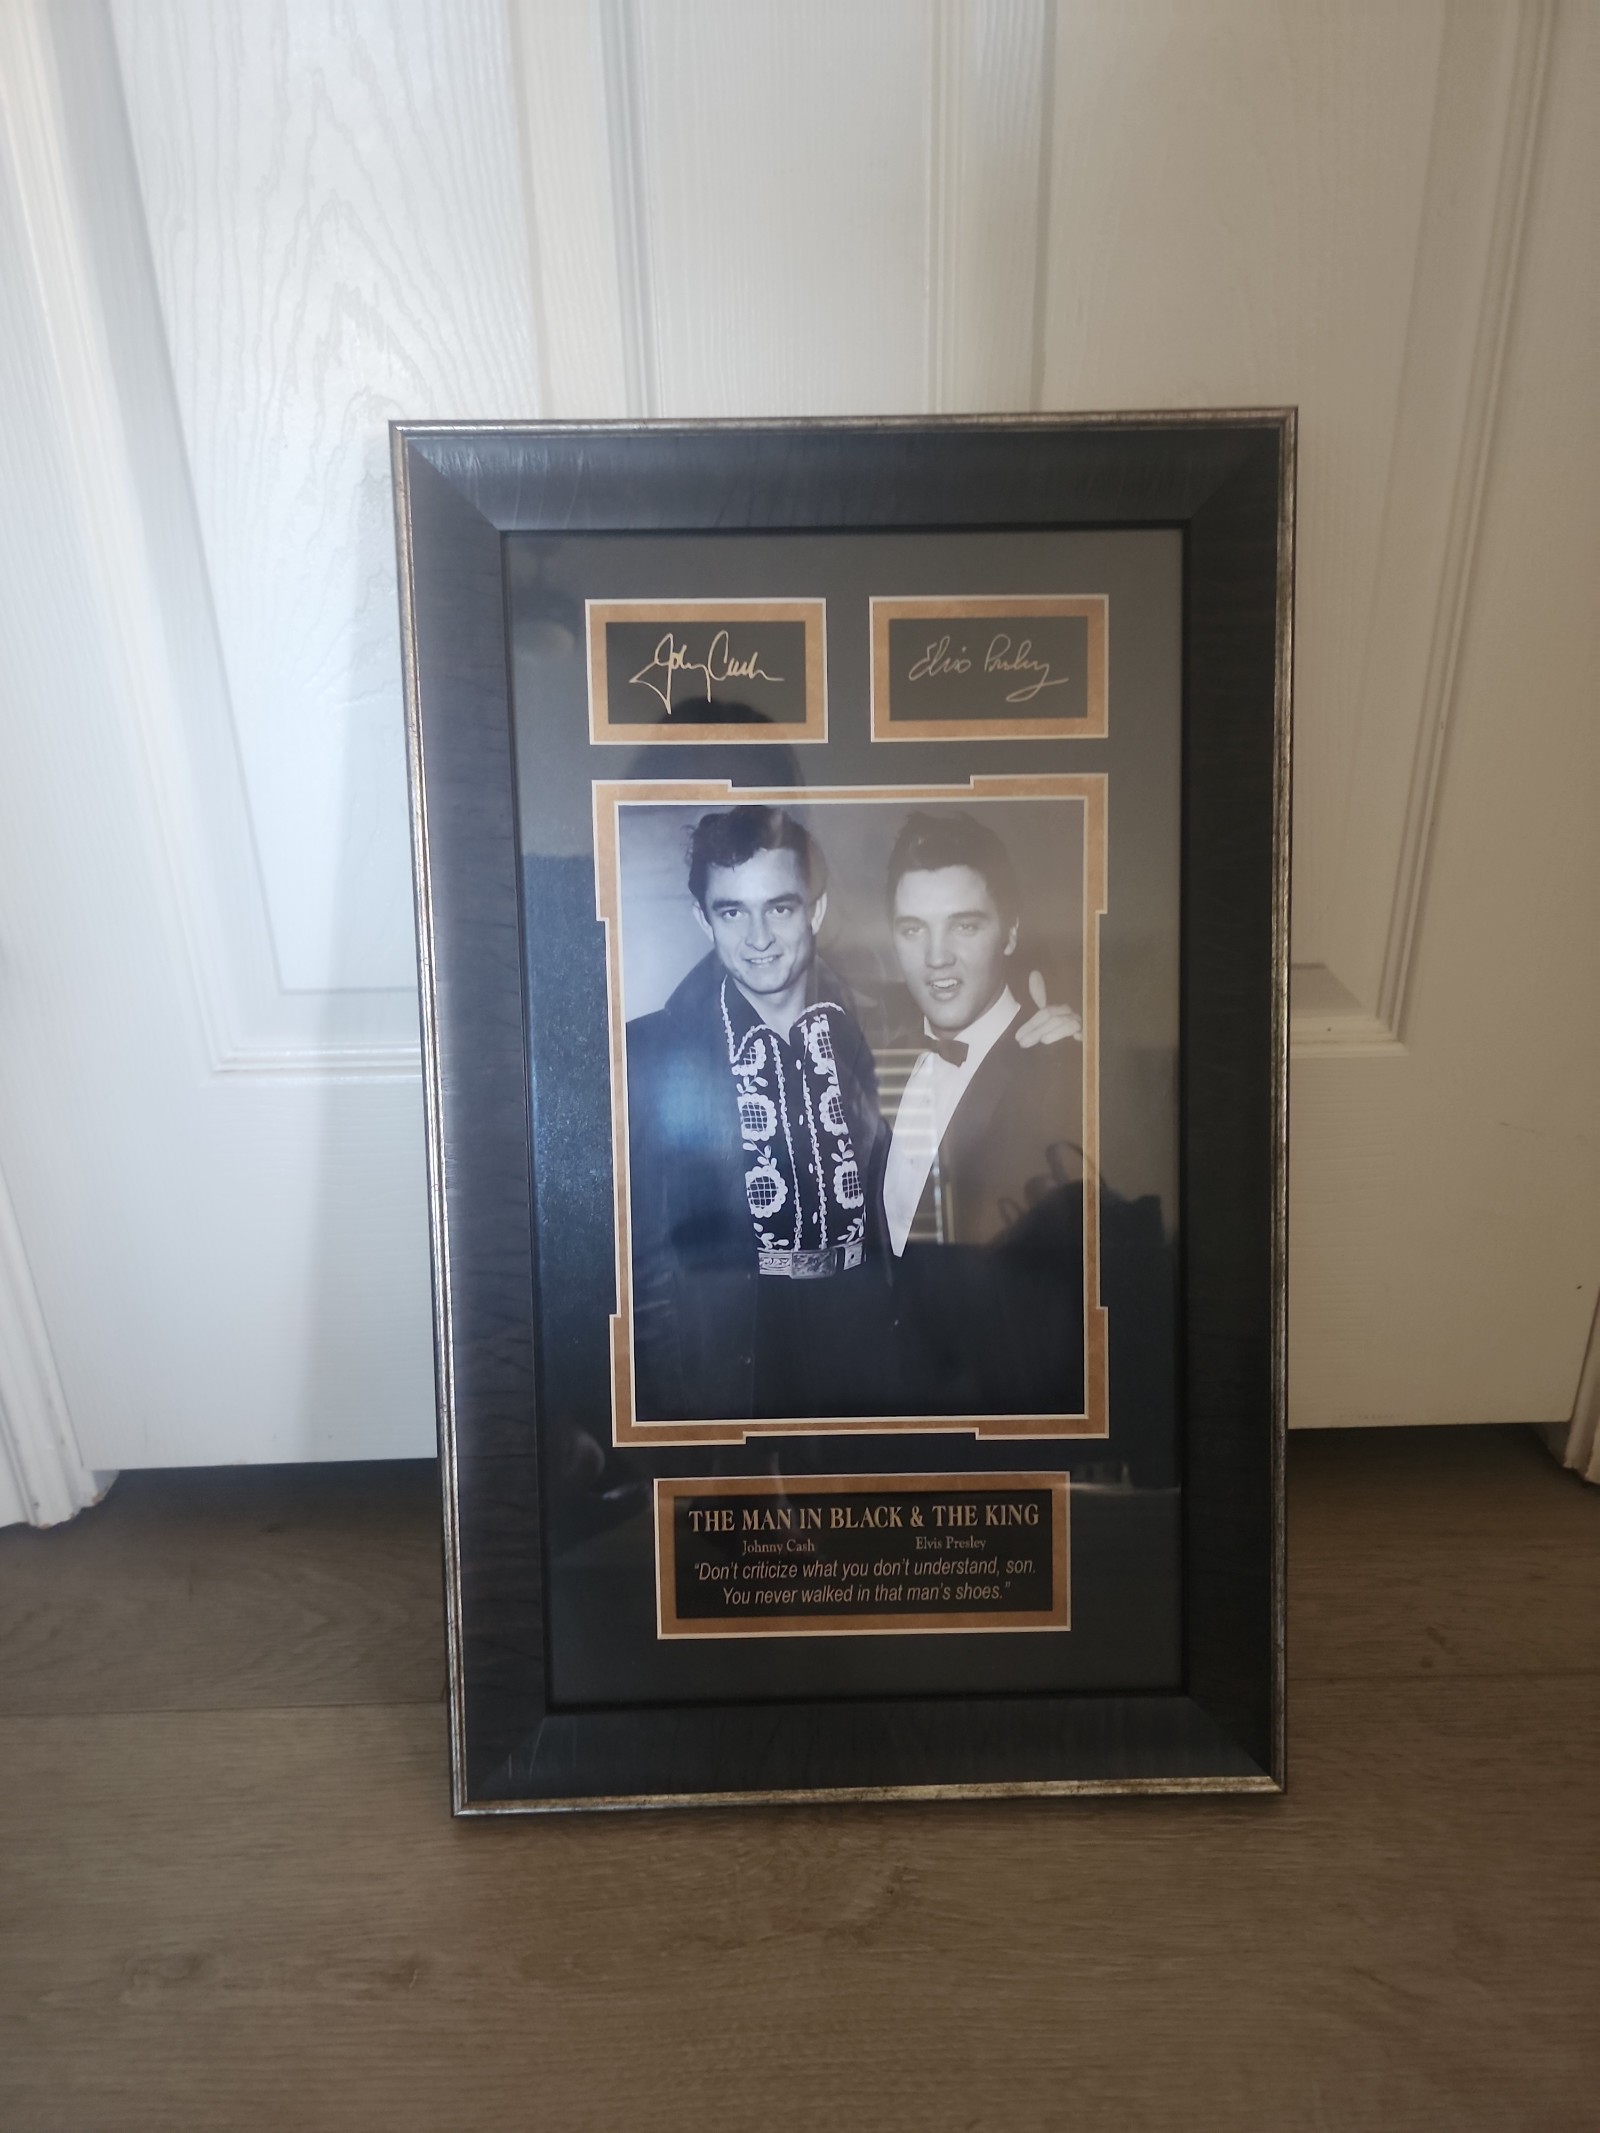 Johnny Cash
Elvis Presley
THE MAN IN BLACK & THE KING
Johnny Cash Elvis Presley
“Don't criticize what you don't understand, son.
You never walked in that man's shoes.”